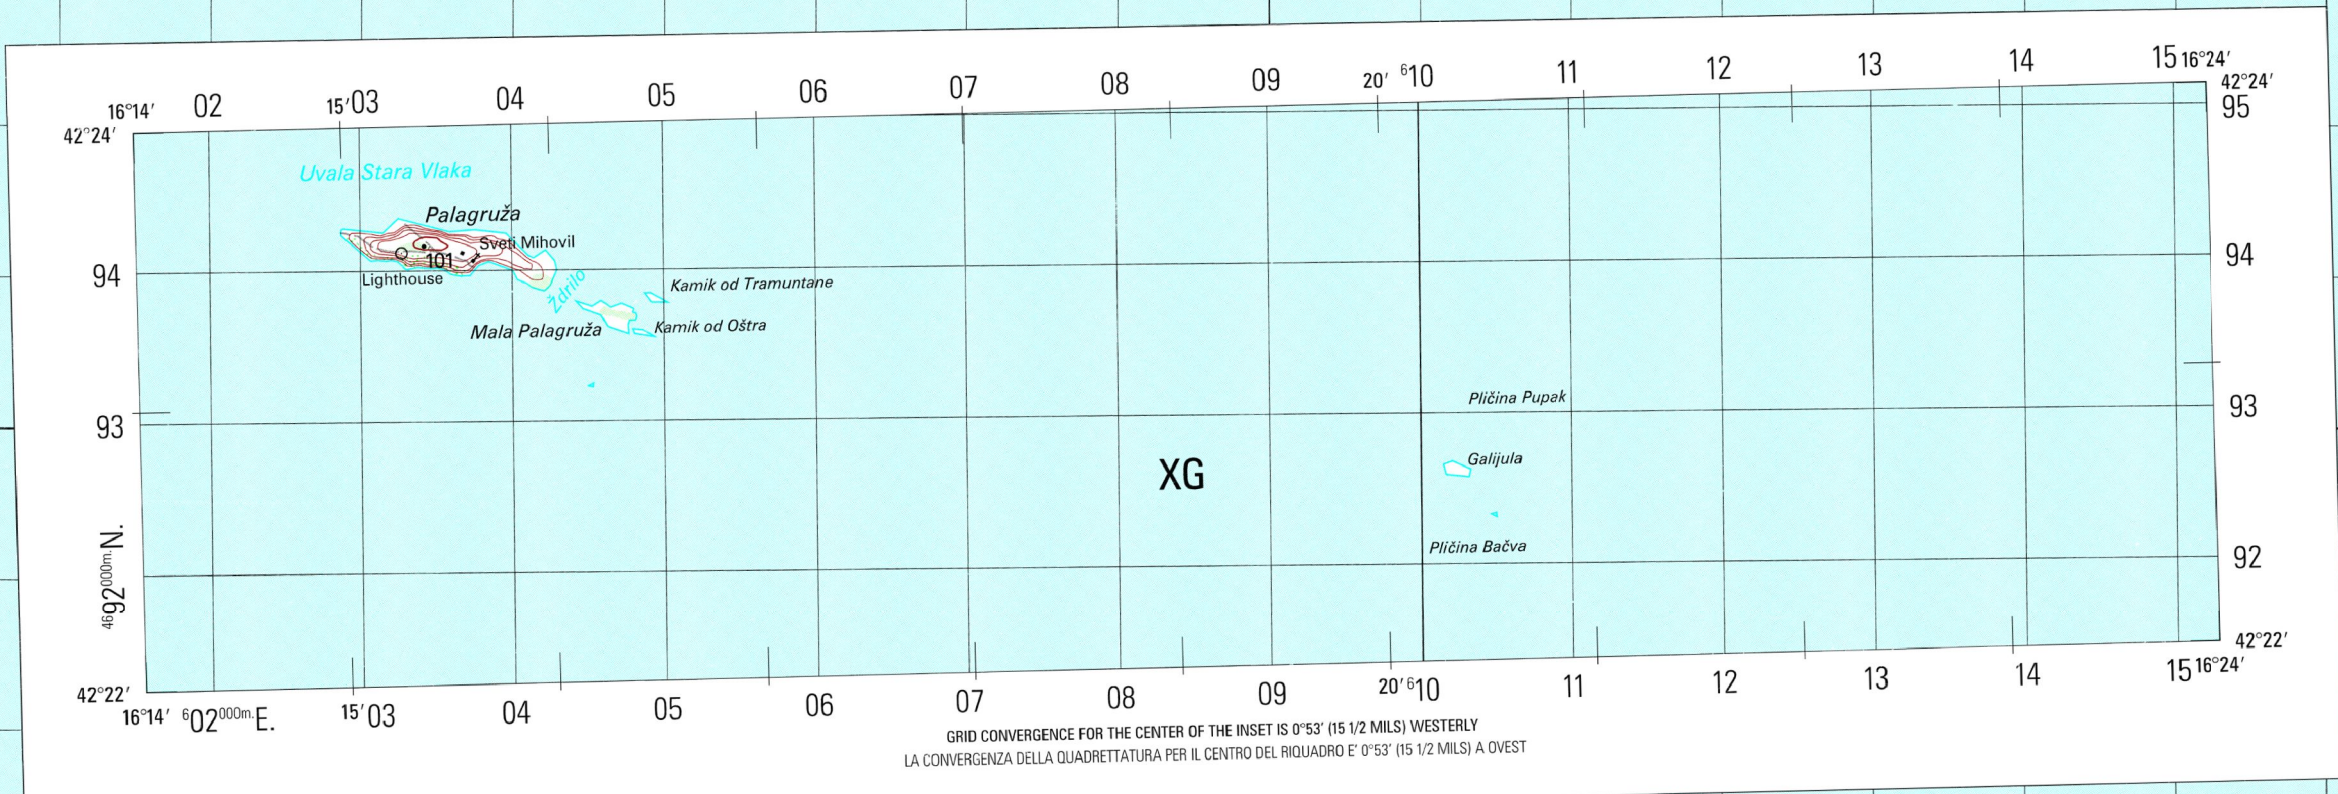 16°14′ 02 15′03 04 05 06 07 08 09 20′ ⁶10 11 12 13 14 15 16°24′
42°24′ 42°24′
95
Uvala Stara Vlaka
Palagruža
Sveti Mihovil
101
94 94
Lighthouse
Ždrilo
Kamik od Tramuntane
Mala Palagruža
Kamik od Oštra
Pličina Pupak
93 93
XG
Galijula
Pličina Bačva
4692000m.N. 92
42°22′ 42°22′
16°14′ ⁶02000m.E. 15′03 04 05 06 07 08 09 20′⁶10 11 12 13 14 15 16°24′
GRID CONVERGENCE FOR THE CENTER OF THE INSET IS 0°53′ (15 1/2 MILS) WESTERLY
LA CONVERGENZA DELLA QUADRETTATURA PER IL CENTRO DEL RIQUADRO E′ 0°53′ (15 1/2 MILS) A OVEST